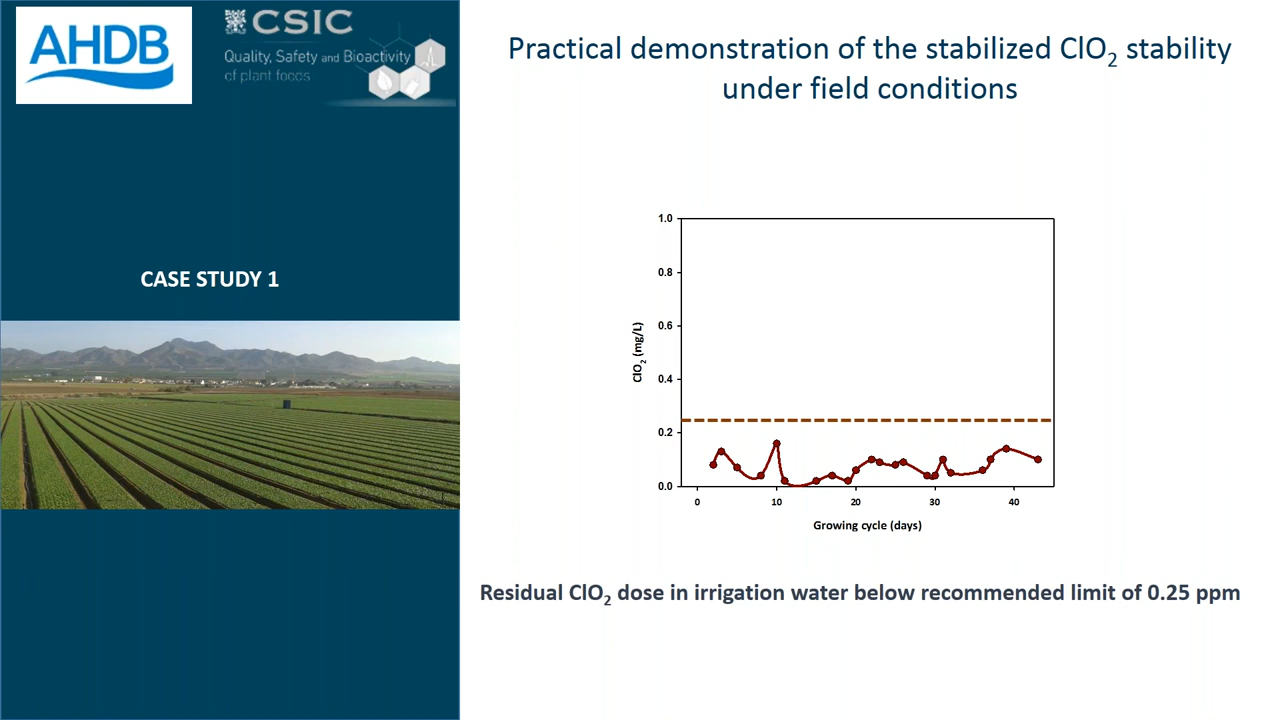 AHDB
CSIC
Quality, Safety and Bioactivity
of plant foods
Practical demonstration of the stabilized ClO₂ stability
under field conditions
CASE STUDY 1
1.0
0.8
0.6
0.4
0.2
0.0
ClO₂ (mg/L)
0 10 20 30 40
Growing cycle (days)
Residual ClO₂ dose in irrigation water below recommended limit of 0.25 ppm